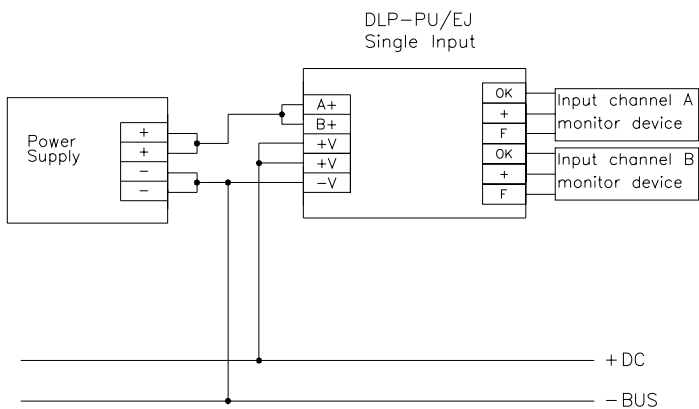 DLP-PU/EJ
Single Input
Power
Supply
+
+
-
-
A+
B+
+V
+V
-V
OK
+
F
OK
+
F
Input channel A
monitor device
Input channel B
monitor device
+DC
-BUS